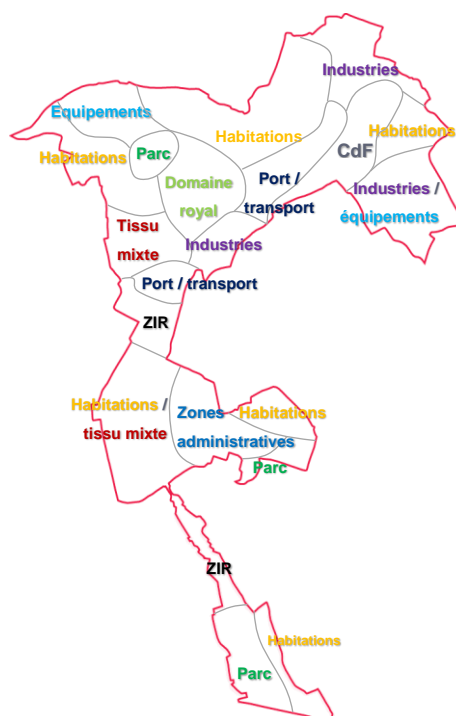 Industries
Equipements
Habitations
Habitations
CdF
Habitations
Parc
Domaine
royal
Port /
transport
Industries /
équipements
Tissu
mixte
Industries
Port / transport
ZIR
Habitations /
tissu mixte
Zones
administratives
Habitations
Parc
ZIR
Habitations
Parc